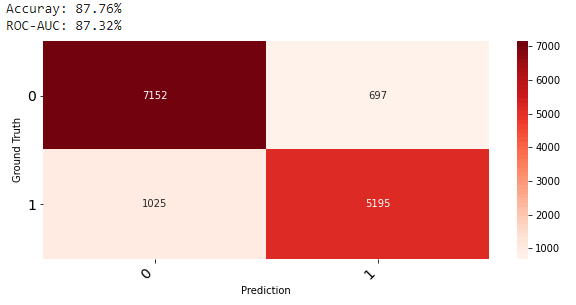 Accuray: 87.76%
ROC-AUC: 87.32%
0 7152 697
1 1025 5195
Ground Truth
0 1
Prediction
7000
6000
5000
4000
3000
2000
1000